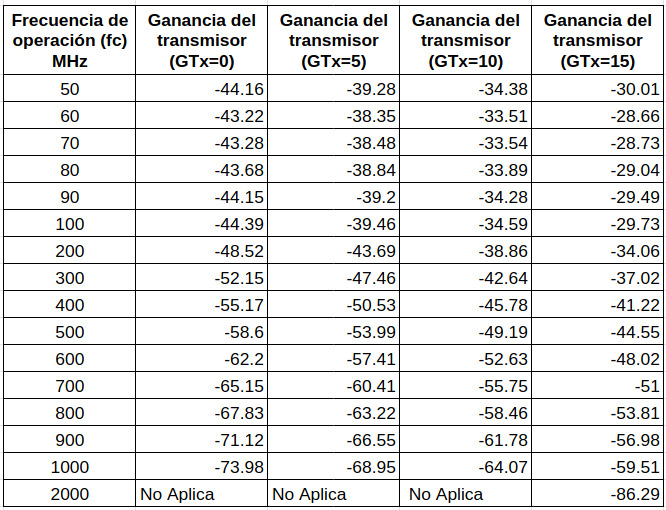 Frecuencia de operación (fc) MHz | Ganancia del transmisor (GTx=0) | Ganancia del transmisor (GTx=5) | Ganancia del transmisor (GTx=10) | Ganancia del transmisor (GTx=15)
50 | -44.16 | -39.28 | -34.38 | -30.01
60 | -43.22 | -38.35 | -33.51 | -28.66
70 | -43.28 | -38.48 | -33.54 | -28.73
80 | -43.68 | -38.84 | -33.89 | -29.04
90 | -44.15 | -39.2 | -34.28 | -29.49
100 | -44.39 | -39.46 | -34.59 | -29.73
200 | -48.52 | -43.69 | -38.86 | -34.06
300 | -52.15 | -47.46 | -42.64 | -37.02
400 | -55.17 | -50.53 | -45.78 | -41.22
500 | -58.6 | -53.99 | -49.19 | -44.55
600 | -62.2 | -57.41 | -52.63 | -48.02
700 | -65.15 | -60.41 | -55.75 | -51
800 | -67.83 | -63.22 | -58.46 | -53.81
900 | -71.12 | -66.55 | -61.78 | -56.98
1000 | -73.98 | -68.95 | -64.07 | -59.51
2000 | No Aplica | No Aplica | No Aplica | -86.29